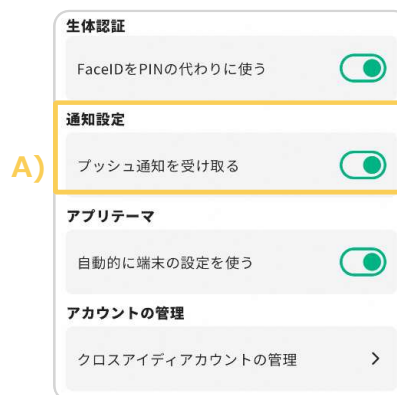 生体認証
FaceIDをPINの代わりに使う
通知設定
A)
プッシュ通知を受け取る
アプリテーマ
自動的に端末の設定を使う
アカウントの管理
クロスアイディアカウントの管理